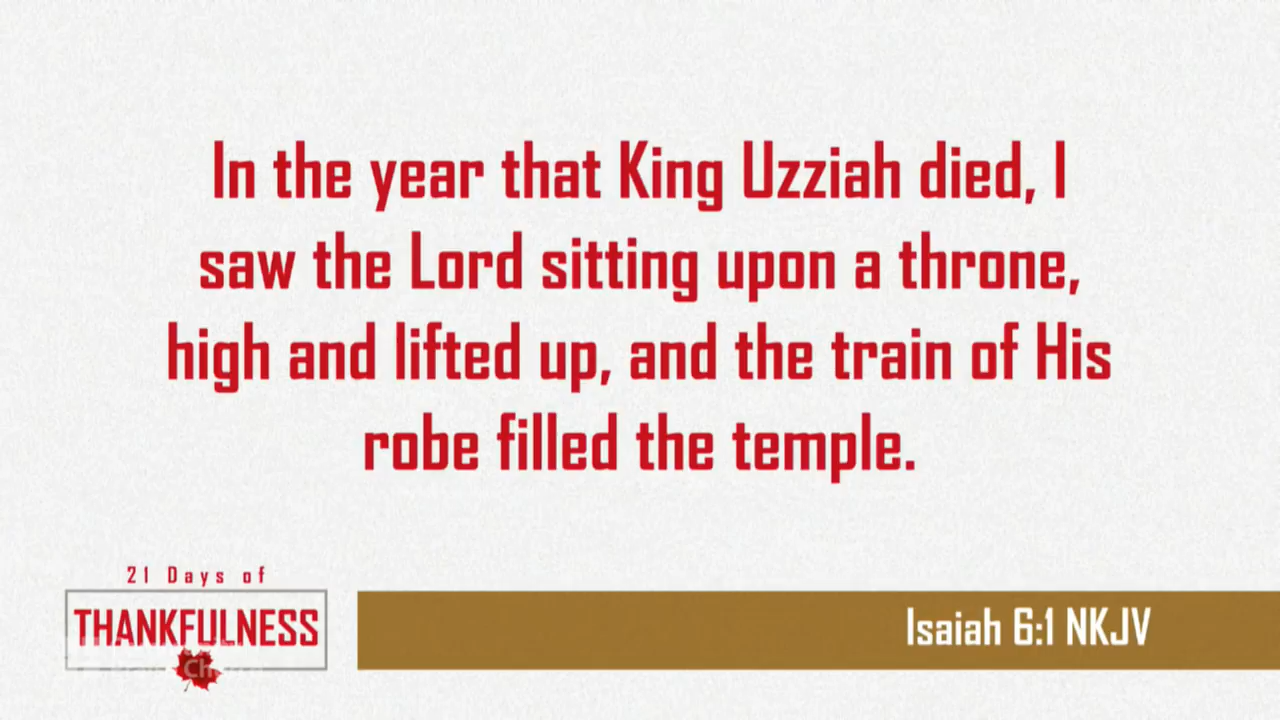 In the year that King Uzziah died, I
saw the Lord sitting upon a throne,
high and lifted up, and the train of His
robe filled the temple.
21 Days of
THANKFULNESS
Isaiah 6:1 NKJV